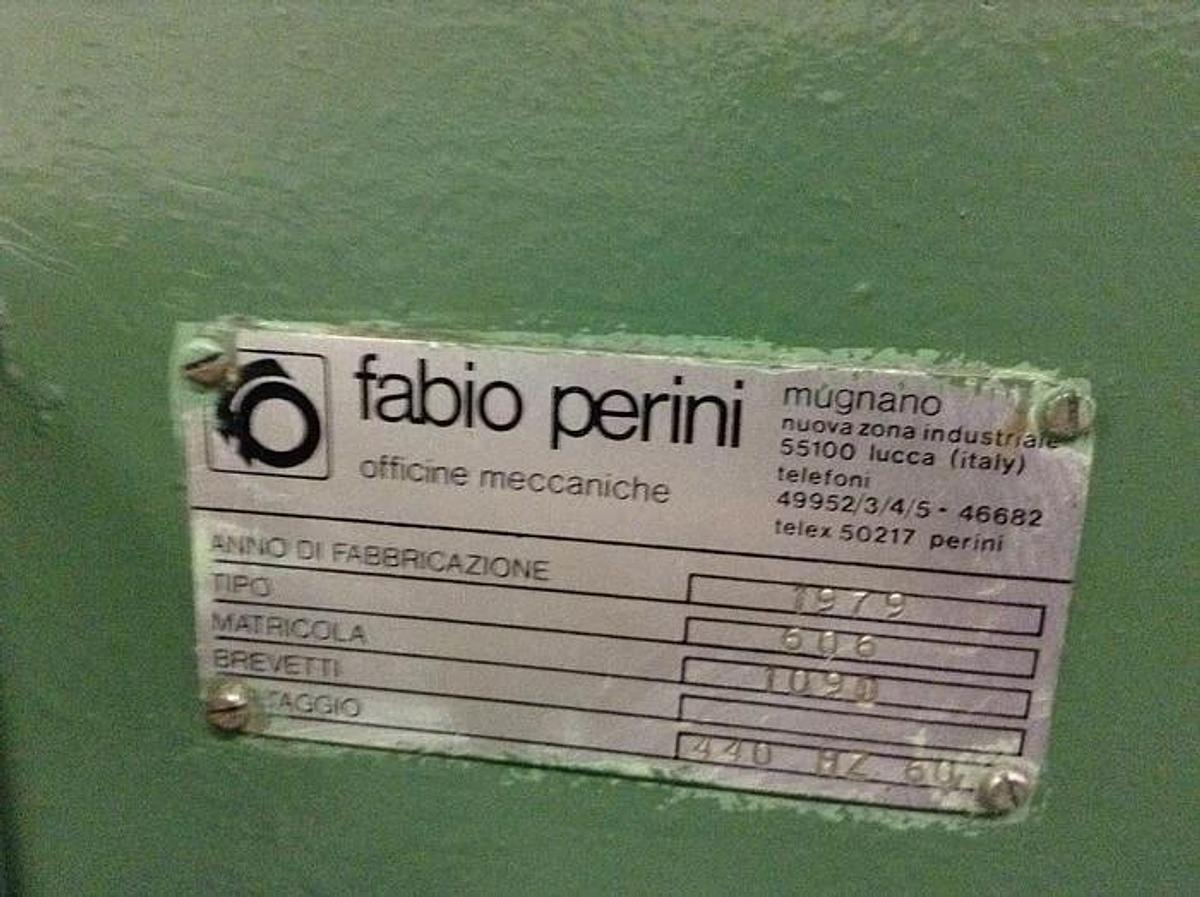 fabio perini
officine meccaniche
mugnano
nuova zona industriale
55100 lucca (italy)
telefoni
49952/3/4/5 - 46682
telex 50217 perini
ANNO DI FABBRICAZIONE 1979
TIPO 606
MATRICOLA 1090
BREVETTI
440 HZ 60